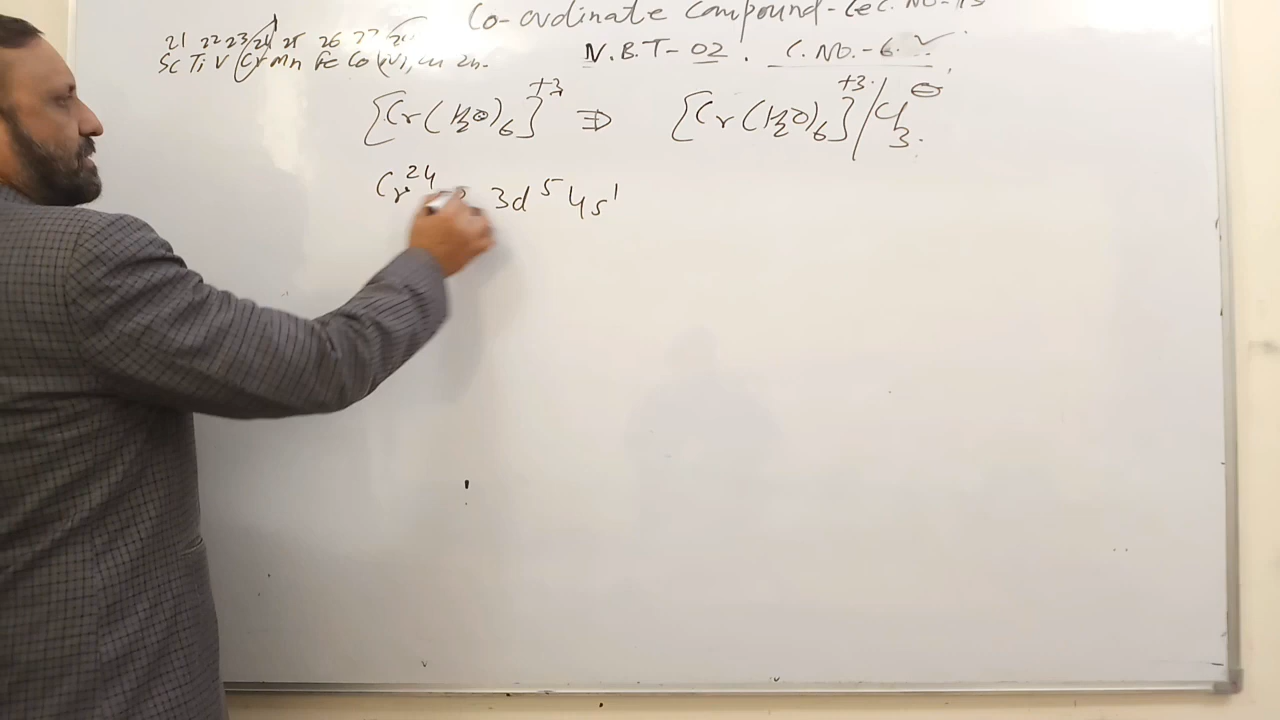 Co-ordinate Compound-Lec. No-13
21 22 23 24 25 26 27 28
Sc Ti V Cr Mn Fe Co Ni, Cu Zn.
V.B.T-02. C.NO.-6. ✓
[Cr(H2O)6]+3 ⇒ [Cr(H2O)6]+3/Cl3 ⊖
Cr24 3d5 4s1